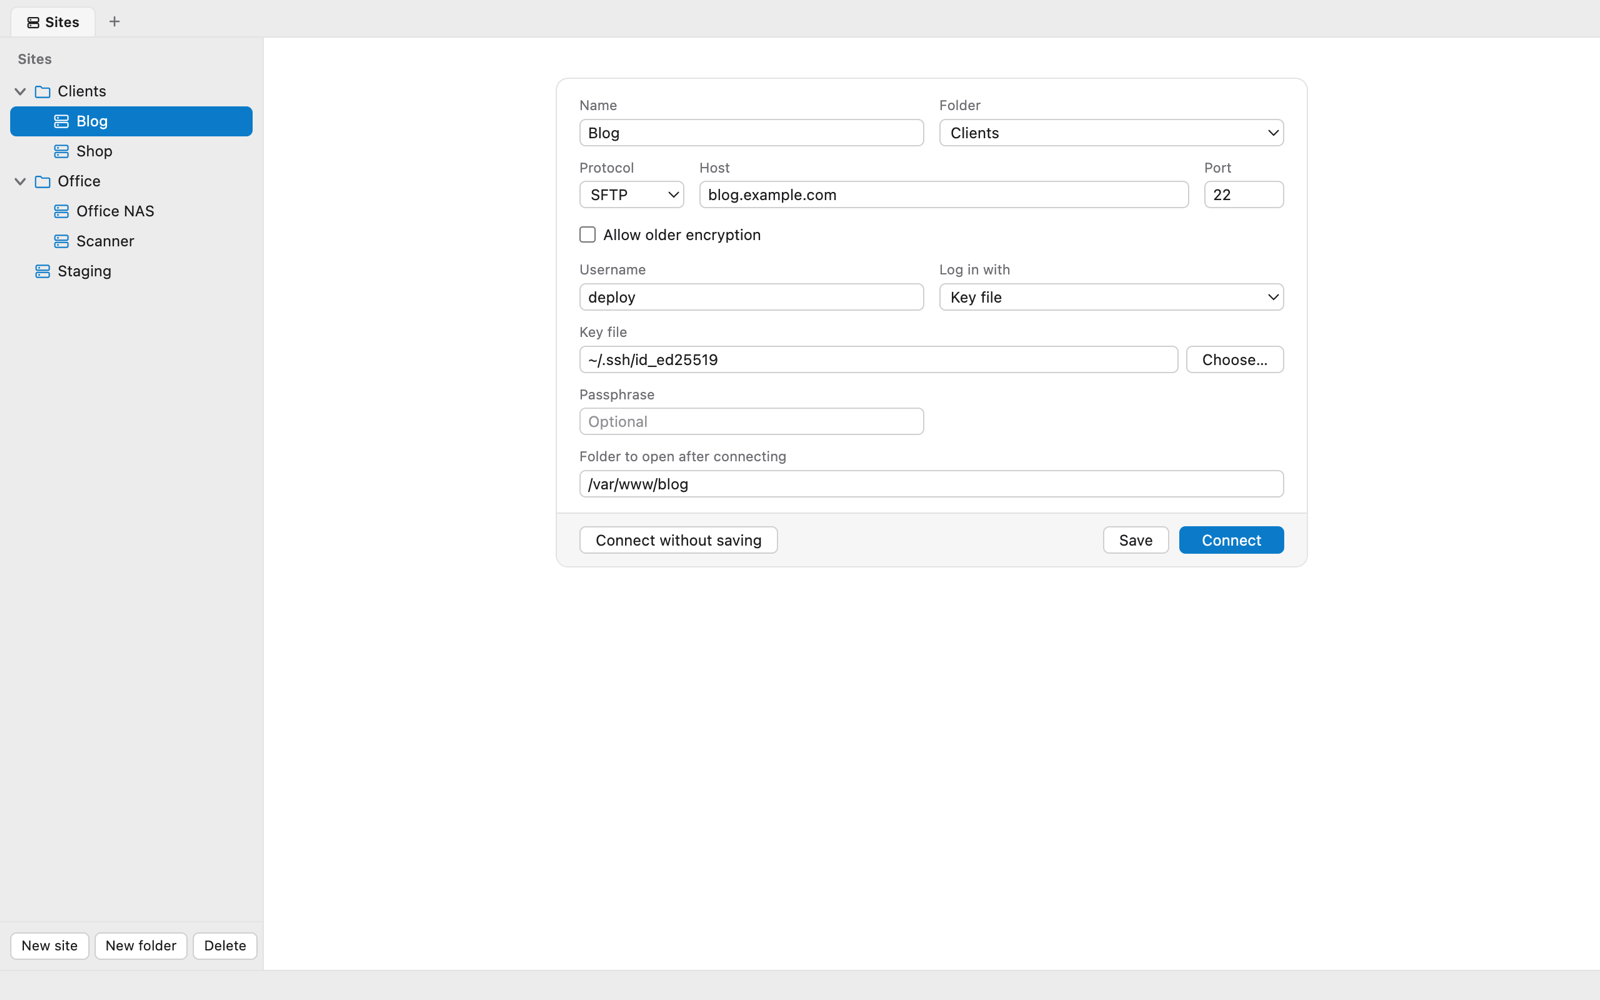 Sites
Sites
Clients
Blog
Shop
Office
Office NAS
Scanner
Staging
New site New folder Delete
Name Folder
Blog Clients
Protocol Host Port
SFTP blog.example.com 22
Allow older encryption
Username Log in with
deploy Key file
Key file
~/.ssh/id_ed25519 Choose...
Passphrase
Optional
Folder to open after connecting
/var/www/blog
Connect without saving Save Connect